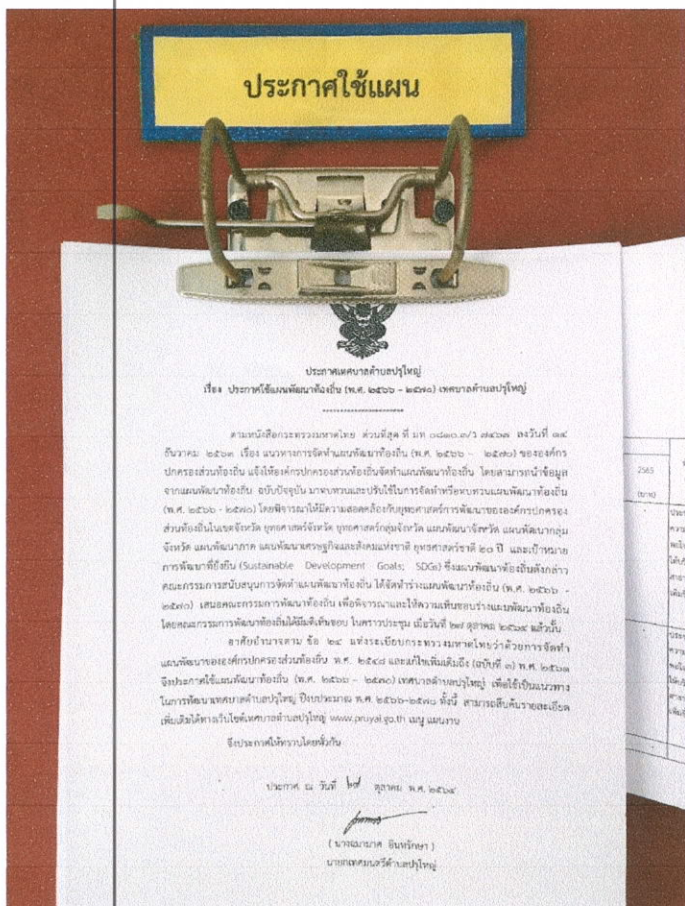 ประกาศใช้แผน
ประกาศเทศบาลตำบลปรุใหญ่
เรื่อง ประกาศใช้แผนพัฒนาท้องถิ่น (พ.ศ. ๒๕๖๖ – ๒๕๗๐) เทศบาลตำบลปรุใหญ่
ตามหนังสือกระทรวงมหาดไทย ด่วนที่สุด ที่ มท ๐๘๑๐.๓/ว ๗๔๖๗ ลงวันที่ ๑๔
ธันวาคม ๒๕๖๓ เรื่อง แนวทางการจัดทำแผนพัฒนาท้องถิ่น (พ.ศ. ๒๕๖๖ – ๒๕๗๐) ขององค์กร
ปกครองส่วนท้องถิ่น แจ้งให้องค์กรปกครองส่วนท้องถิ่นจัดทำแผนพัฒนาท้องถิ่น โดยสามารถนำข้อมูล
จากแผนพัฒนาท้องถิ่น ฉบับปัจจุบัน มาทบทวนและปรับใช้ในการจัดทำหรือทบทวนแผนพัฒนาท้องถิ่น
(พ.ศ. ๒๕๖๖ - ๒๕๗๐) โดยพิจารณาให้มีความสอดคล้องกับยุทธศาสตร์การพัฒนาขององค์กรปกครอง
ส่วนท้องถิ่นในเขตจังหวัด ยุทธศาสตร์จังหวัด ยุทธศาสตร์กลุ่มจังหวัด แผนพัฒนาจังหวัด แผนพัฒนากลุ่ม
จังหวัด แผนพัฒนาภาค แผนพัฒนาเศรษฐกิจและสังคมแห่งชาติ ยุทธศาสตร์ชาติ ๒๐ ปี และเป้าหมาย
การพัฒนาที่ยั่งยืน (Sustainable Development Goals; SDGs) ซึ่งแผนพัฒนาท้องถิ่นดังกล่าว
คณะกรรมการสนับสนุนการจัดทำแผนพัฒนาท้องถิ่น ได้จัดทำร่างแผนพัฒนาท้องถิ่น (พ.ศ. ๒๕๖๖ -
๒๕๗๐) เสนอคณะกรรมการพัฒนาท้องถิ่น เพื่อพิจารณาและให้ความเห็นชอบร่างแผนพัฒนาท้องถิ่น
โดยคณะกรรมการพัฒนาท้องถิ่นได้มีมติเห็นชอบ ในคราวประชุม เมื่อวันที่ ๒๗ ตุลาคม ๒๕๖๔ แล้วนั้น
อาศัยอำนาจตาม ข้อ ๒๔ แห่งระเบียบกระทรวงมหาดไทยว่าด้วยการจัดทำ
แผนพัฒนาขององค์กรปกครองส่วนท้องถิ่น พ.ศ. ๒๕๔๘ และแก้ไขเพิ่มเติมถึง (ฉบับที่ ๓) พ.ศ. ๒๕๖๑
จึงประกาศใช้แผนพัฒนาท้องถิ่น (พ.ศ. ๒๕๖๖ – ๒๕๗๐) เทศบาลตำบลปรุใหญ่ เพื่อใช้เป็นแนวทาง
ในการพัฒนาเทศบาลตำบลปรุใหญ่ ปีงบประมาณ พ.ศ. ๒๕๖๖-๒๕๗๐ ทั้งนี้ สามารถสืบค้นรายละเอียด
เพิ่มเติมได้ทางเว็บไซต์เทศบาลตำบลปรุใหญ่ www.pruyai.go.th เมนู แผนงาน
จึงประกาศให้ทราบโดยทั่วกัน
ประกาศ ณ วันที่ ๒๗ ตุลาคม พ.ศ. ๒๕๖๔
นายกเทศมนตรีตำบลปรุใหญ่
2565
(บาท)